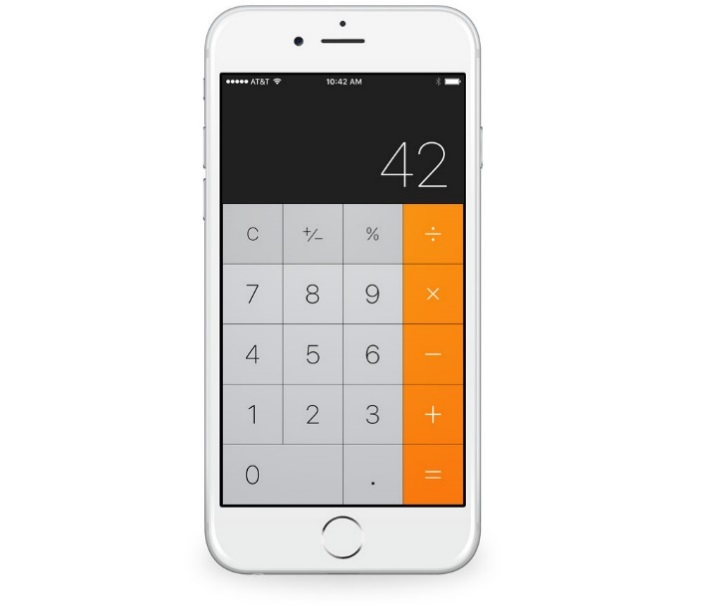 AT&T 10:42 AM
42
C +/− % ÷
7 8 9 ×
4 5 6 −
1 2 3 +
0 . =